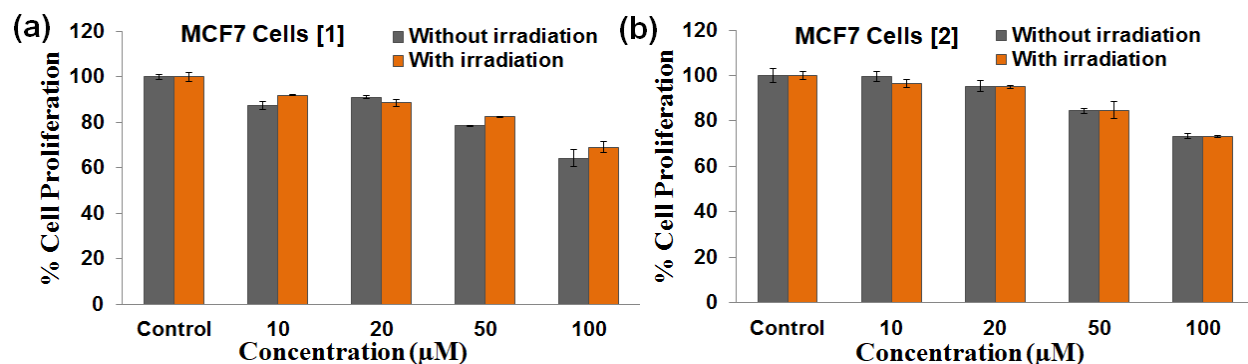 (a)
MCF7 Cells [1]
Without irradiation
With irradiation
% Cell Proliferation
120
100
80
60
40
20
0
Control 10 20 50 100
Concentration (µM)
(b)
MCF7 Cells [2]
Without irradiation
With irradiation
% Cell Proliferation
120
100
80
60
40
20
0
Control 10 20 50 100
Concentration (µM)